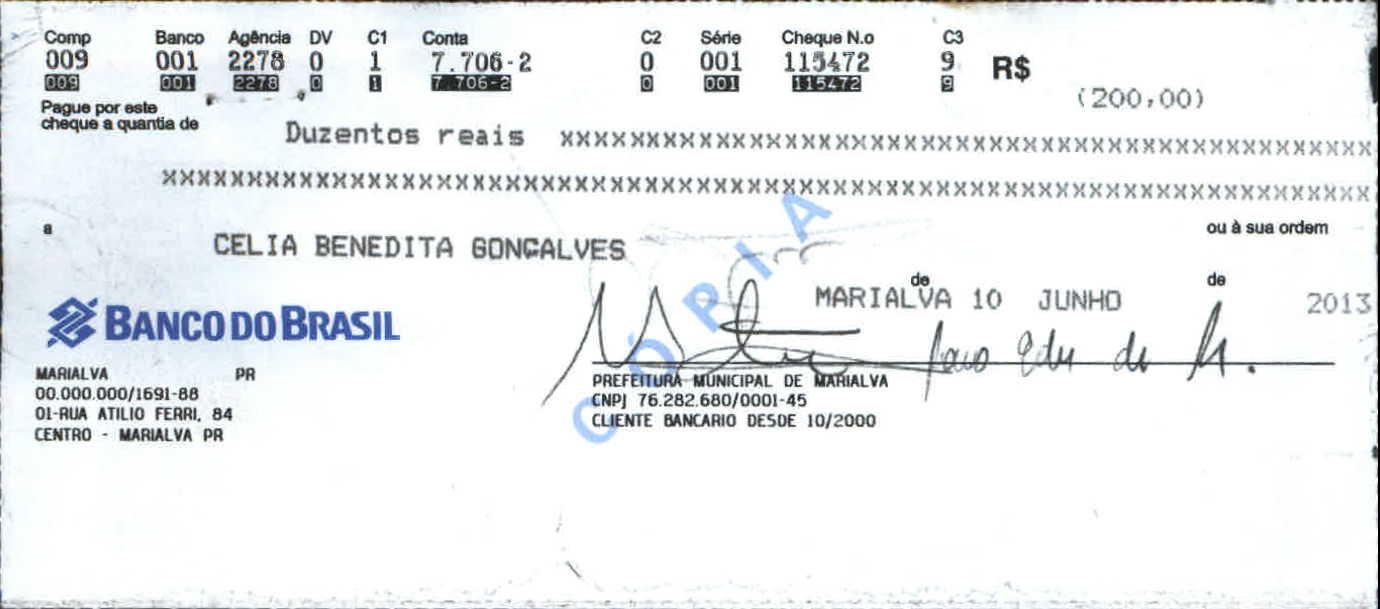 Comp Banco Agência DV C1 Conta C2 Série Cheque N.o C3
009 001 2278 0 1 7.706-2 0 001 115472 9 R$
009 001 2278 0 1 7.706-2 0 001 115472 9
(200,00)
Pague por este
cheque a quantia de
Duzentos reais xxxxxxxxxxxxxxxxxxxxxxxxxxxxxxxxxxxxxxxxxxxxxxxx
xxxxxxxxxxxxxxxxxxxxxxxxxxxxxxxxxxxxxxxxxxxxxxxxxxxxxxxxxxxxxxxxxxxxxx
a CELIA BENEDITA GONÇALVES ou à sua ordem
MARIALVA de 10 JUNHO de 2013
CÓPIA
BANCO DO BRASIL
MARIALVA PR
00.000.000/1691-88
01-RUA ATILIO FERRI, 84
CENTRO - MARIALVA PR
PREFEITURA MUNICIPAL DE MARIALVA
CNPJ 76.282.680/0001-45
CLIENTE BANCARIO DESDE 10/2000